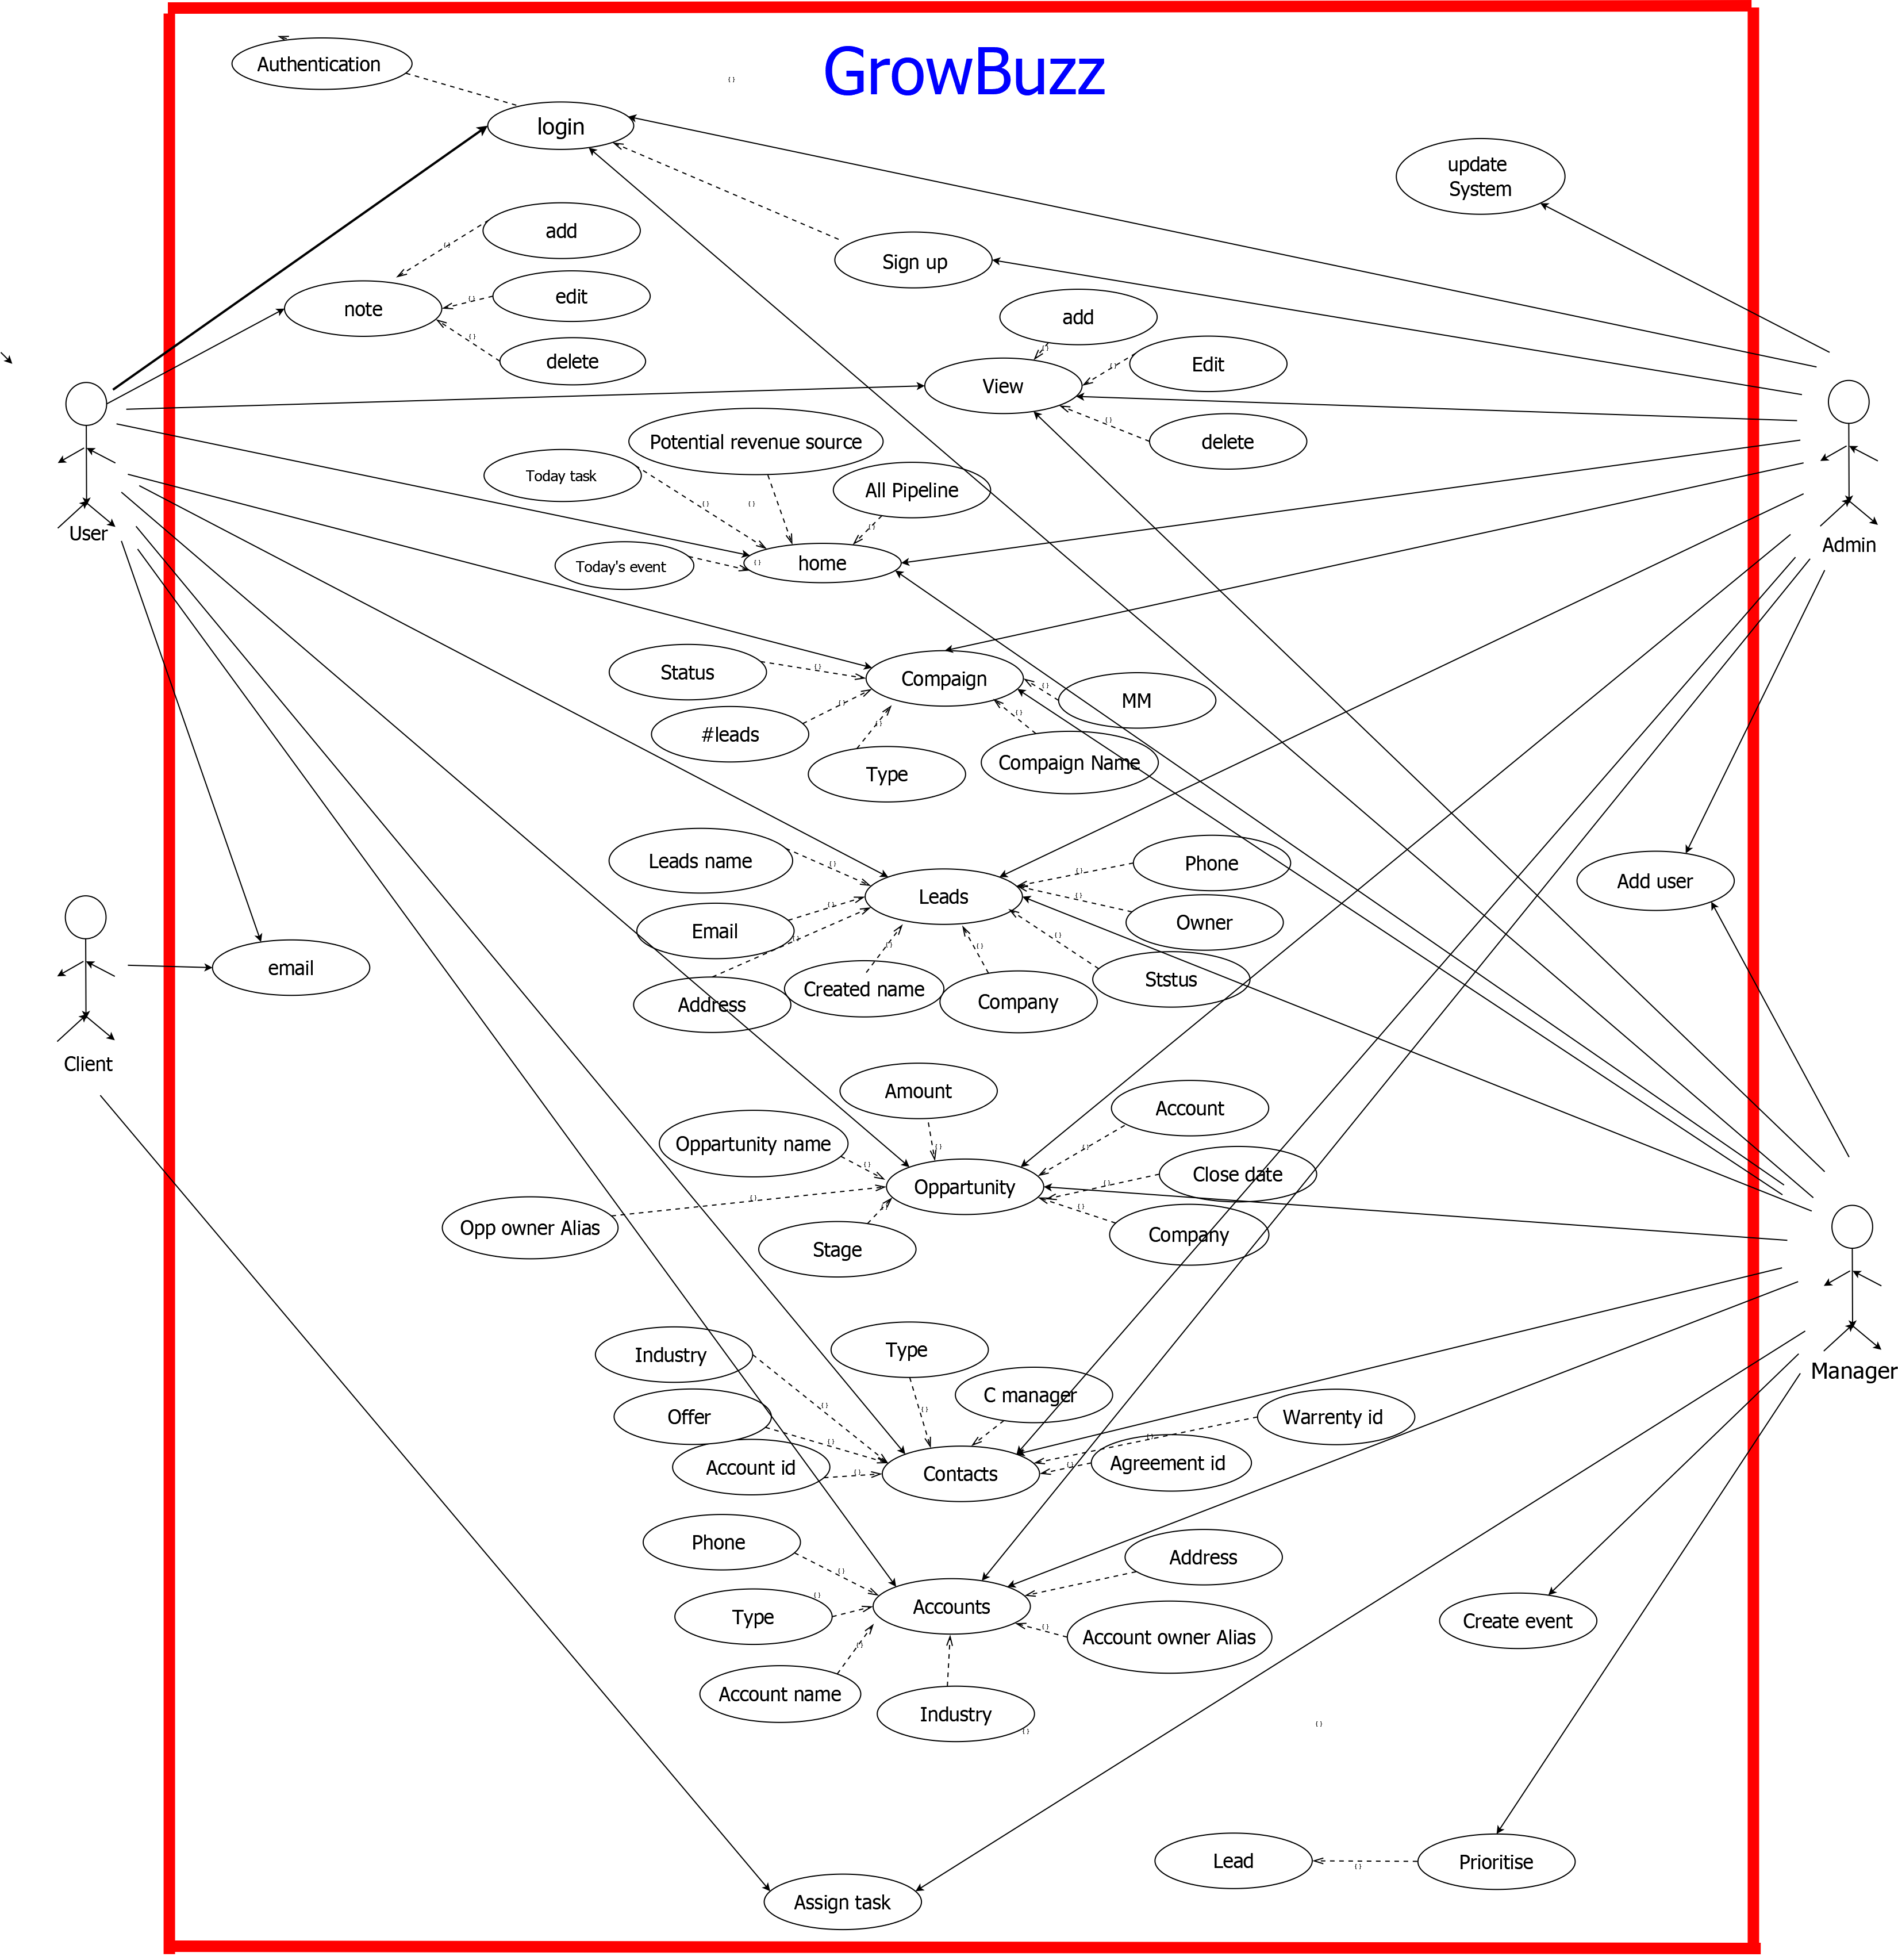 GrowBuzz
Authentication
login
update
System
add
Sign up
edit
note
add
delete
Edit
View
Potential revenue source
delete
Today task
All Pipeline
User
Admin
home
Today's event
Status
Compaign
MM
#leads
Compaign Name
Type
Leads name
Phone
Add user
Leads
Owner
Email
email
Ststus
Created name
Company
Address
Client
Amount
Account
Oppartunity name
Close date
Oppartunity
Opp owner Alias
Company
Stage
Industry
Type
Manager
C manager
Offer
Warrenty id
Account id
Agreement id
Contacts
Phone
Address
Accounts
Type
Create event
Account owner Alias
Account name
Industry
Lead
Prioritise
Assign task